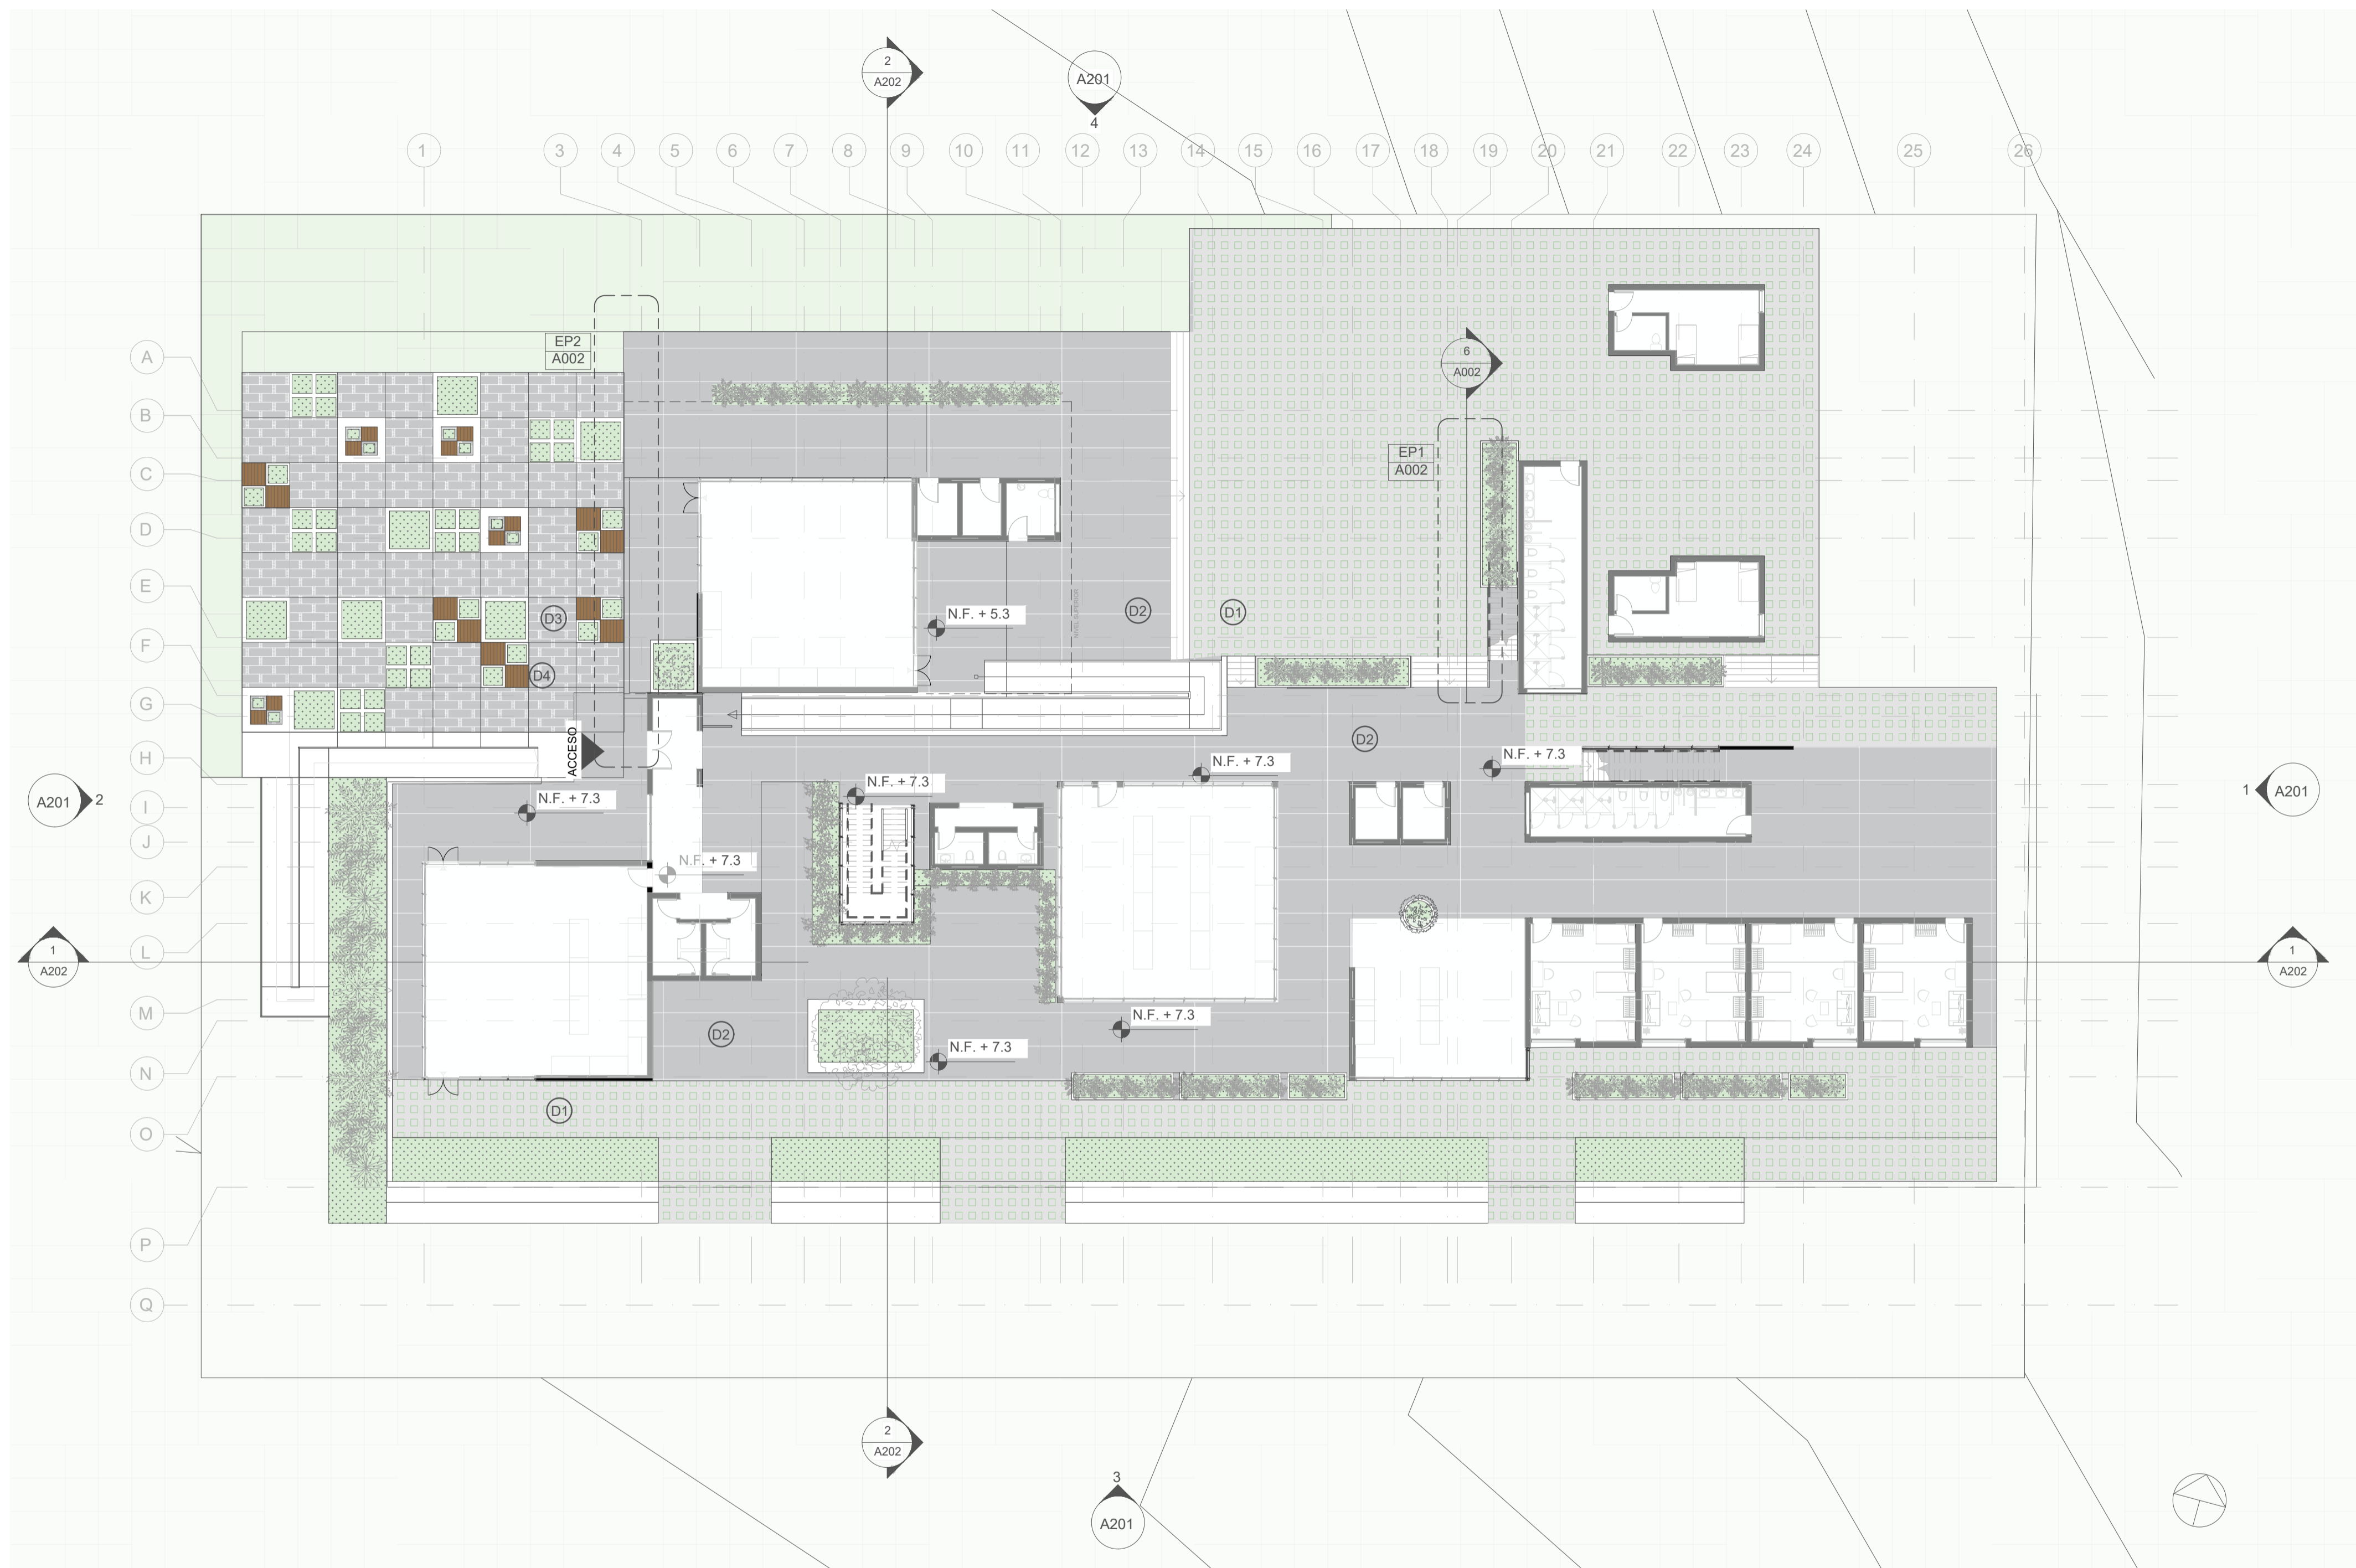 2
A202
A201
4
1
3
4
5
6
7
8
9
10
11
12
13
14
15
16
17
18
19
20
21
22
23
24
25
26
EP2
A002
A
6
A002
B
EP1
A002
C
D
E
N.F. + 5.3
D2
D1
D3
F
D4
G
ACCESO
D2
H
N.F. + 7.3
N.F. + 7.3
N.F. + 7.3
A201
2
N.F. + 7.3
1
A201
I
J
N.F. + 7.3
K
L
1
A202
1
A202
M
N.F. + 7.3
D2
N.F. + 7.3
N
D1
O
P
Q
2
A202
3
A201